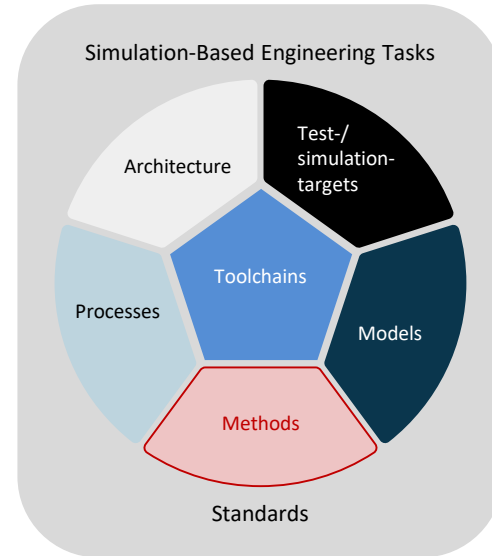 Simulation-Based Engineering Tasks
Architecture
Test-/
simulation-
targets
Toolchains
Processes
Models
Methods
Standards